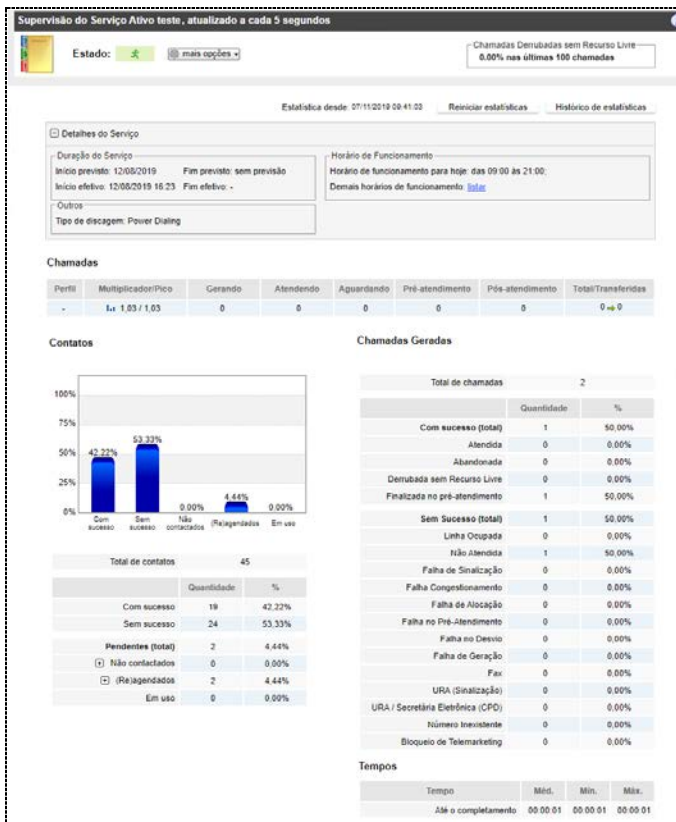 Supervisão do Serviço Ativo teste, atualizado a cada 5 segundos
Estado: mais opções
Chamadas Derrubadas sem Recurso Livre
0.00% nas últimas 100 chamadas
Estatística desde: 07/11/2019 09:41:03 Reiniciar estatísticas Histórico de estatísticas
Detalhes do Serviço
Duração do Serviço
Início previsto: 12/08/2019 Fim previsto: sem previsão
Início efetivo: 12/08/2019 16:23 Fim efetivo: -
Horário de Funcionamento
Horário de funcionamento para hoje: das 09:00 às 21:00;
Demais horários de funcionamento: listar
Outros
Tipo de discagem: Power Dialing
Chamadas
Perfil Multiplicador/Pico Gerando Atendendo Aguardando Pré-atendimento Pós-atendimento Total/Transferidas
- 1,03 / 1,03 0 0 0 0 0 0 0
Contatos
100%
75%
50%
25%
0%
42.22%
53.33%
0.00%
4.44%
0.00%
Com sucesso
Sem sucesso
Não contactados
(Re)agendados
Em uso
Total de contatos 45
Quantidade %
Com sucesso 19 42,22%
Sem sucesso 24 53,33%
Pendentes (total) 2 4,44%
Não contactados 0 0,00%
(Re)agendados 2 4,44%
Em uso 0 0,00%
Chamadas Geradas
Total de chamadas 2
Quantidade %
Com sucesso (total) 1 50,00%
Atendida 0 0,00%
Abandonada 0 0,00%
Derrubada sem Recurso Livre 0 0,00%
Finalizada no pré-atendimento 1 50,00%
Sem Sucesso (total) 1 50,00%
Linha Ocupada 0 0,00%
Não Atendida 1 50,00%
Falha de Sinalização 0 0,00%
Falha Congestionamento 0 0,00%
Falha de Alocação 0 0,00%
Falha no Pré-Atendimento 0 0,00%
Falha no Desvio 0 0,00%
Falha de Geração 0 0,00%
Fax 0 0,00%
URA (Sinalização) 0 0,00%
URA / Secretária Eletrônica (CPD) 0 0,00%
Número Inexistente 0 0,00%
Bloqueio de Telemarketing 0 0,00%
Tempos
Tempo Méd. Mín. Máx.
Até o completamento 00:00:01 00:00:01 00:00:01